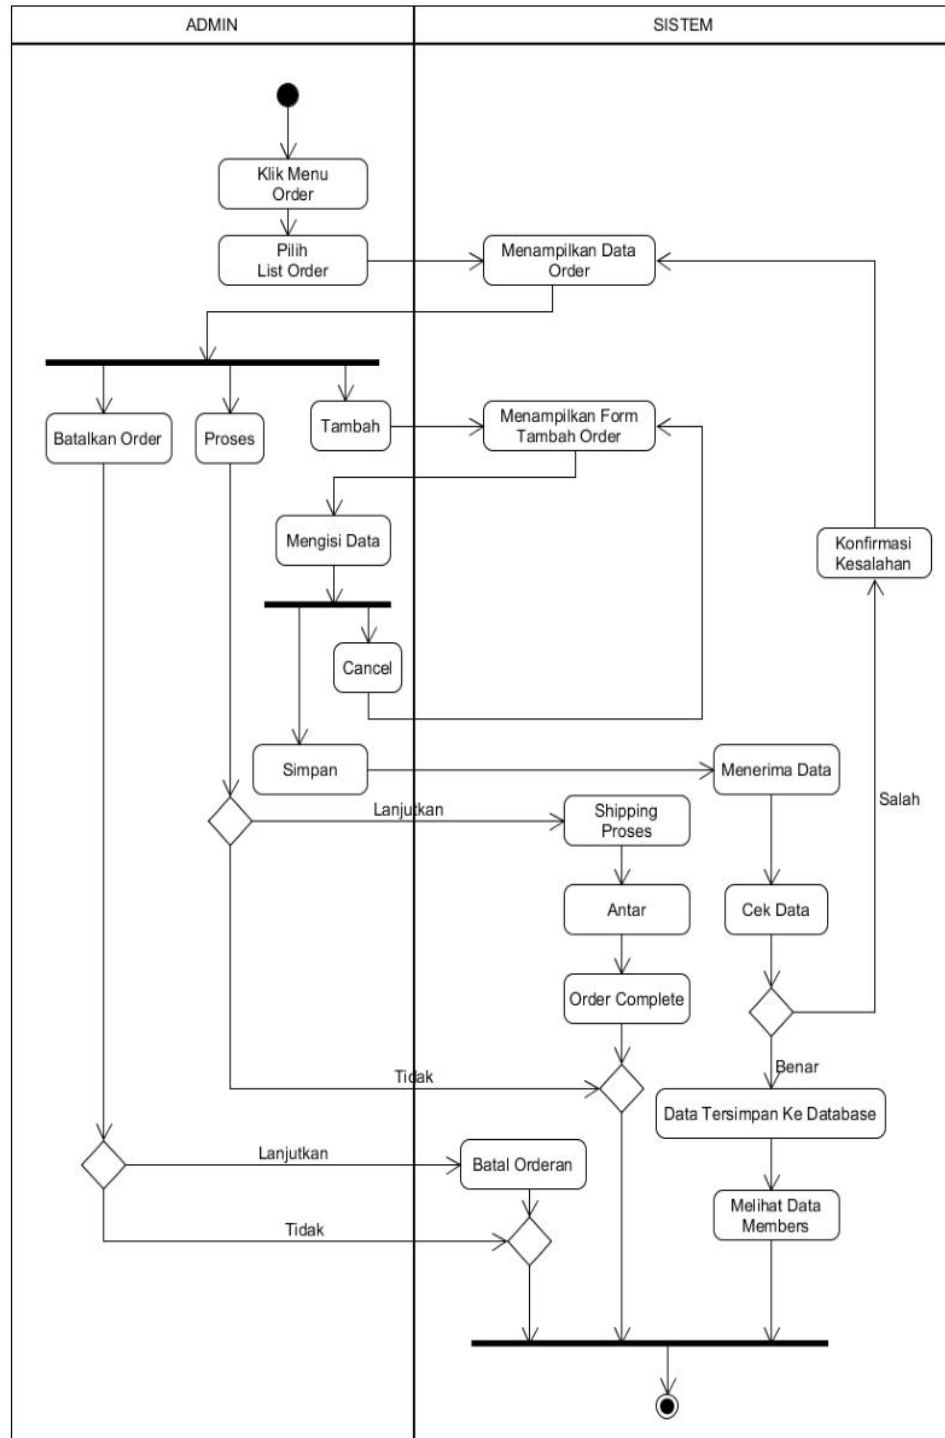 ADMIN
SISTEM
Klik Menu
Order
Pilih
List Order
Menampilkan Data
Order
Batalkan Order
Proses
Tambah
Menampilkan Form
Tambah Order
Mengisi Data
Konfirmasi
Kesalahan
Cancel
Simpan
Menerima Data
Salah
Lanjutkan
Shipping
Proses
Antar
Cek Data
Order Complete
Benar
Tidak
Data Tersimpan Ke Database
Lanjutkan
Batal Orderan
Melihat Data
Members
Tidak